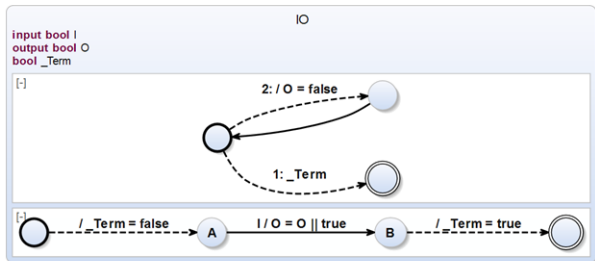 IO
input bool I
output bool O
bool _Term
[-]
2: / O = false
1: _Term
[-]
/ _Term = false
A
I / O = O || true
B
/ _Term = true